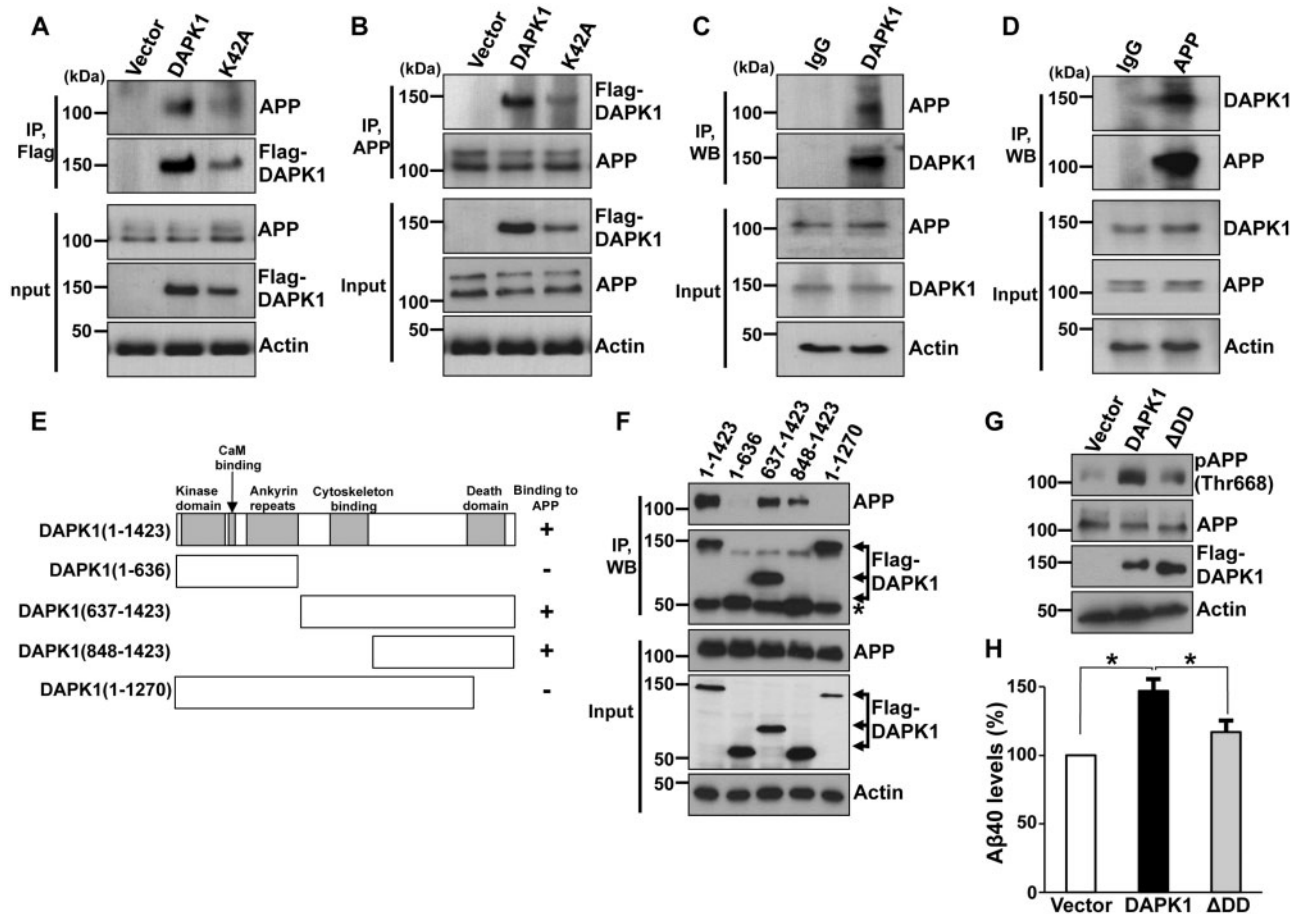 A
Vector
DAPK1
K42A
(kDa)
IP,
Flag
100
APP
150
Flag-
DAPK1
nput
100
APP
150
Flag-
DAPK1
50
Actin
B
Vector
DAPK1
K42A
(kDa)
IP,
APP
150
Flag-
DAPK1
100
APP
Input
150
Flag-
DAPK1
100
APP
50
Actin
C
IgG
DAPK1
(kDa)
IP,
WB
100
APP
150
DAPK1
Input
100
APP
150
DAPK1
50
Actin
D
IgG
APP
(kDa)
IP,
WB
150
DAPK1
100
APP
Input
150
DAPK1
100
APP
50
Actin
E
CaM
binding
Kinase
domain
Ankyrin
repeats
Cytoskeleton
binding
Death
domain
Binding to
APP
DAPK1(1-1423)
+
DAPK1(1-636)
-
DAPK1(637-1423)
+
DAPK1(848-1423)
+
DAPK1(1-1270)
-
F
1-1423
1-636
637-1423
848-1423
1-1270
IP,
WB
100
APP
150
Flag-
DAPK1
50
*
Input
100
APP
150
Flag-
DAPK1
50
50
Actin
G
Vector
DAPK1
ΔDD
100
pAPP
(Thr668)
100
APP
150
Flag-
DAPK1
50
Actin
H
* *
Aβ40 levels (%)
150
100
50
0
Vector DAPK1 ΔDD